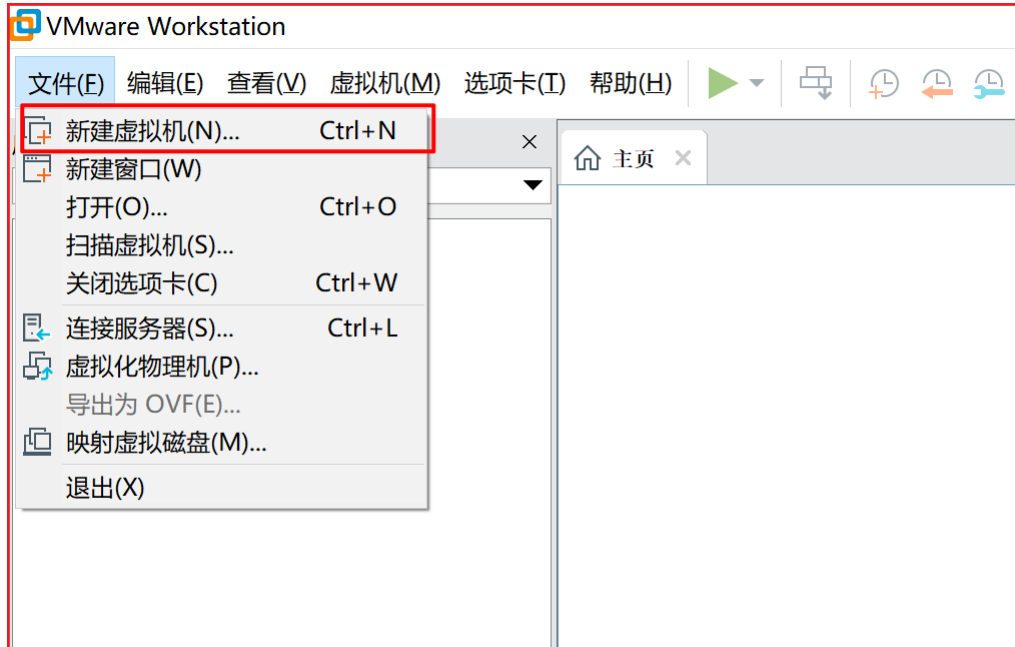 VMware Workstation
文件(F) 编辑(E) 查看(V) 虚拟机(M) 选项卡(T) 帮助(H)
新建虚拟机(N)... Ctrl+N
主页
新建窗口(W)
打开(O)... Ctrl+O
扫描虚拟机(S)...
关闭选项卡(C) Ctrl+W
连接服务器(S)... Ctrl+L
虚拟化物理机(P)...
导出为 OVF(E)...
映射虚拟磁盘(M)...
退出(X)